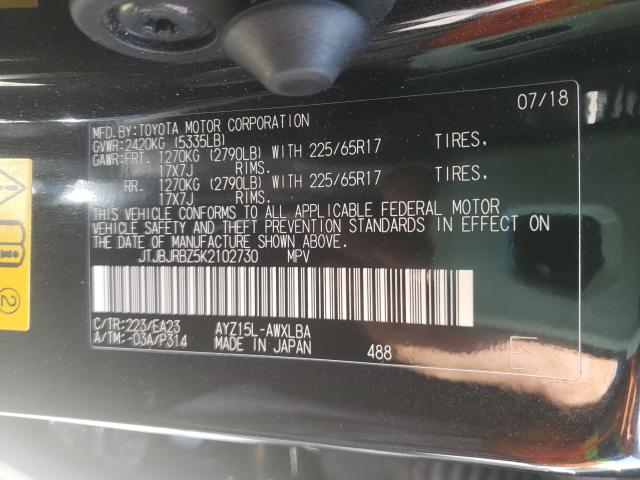 07/18
MFD.BY:TOYOTA MOTOR CORPORATION
GVWR:2420KG (5335LB)
GAWR:FRT. 1270KG (2790LB) WITH 225/65R17 TIRES.
17X7J RIMS.
RR. 1270KG (2790LB) WITH 225/65R17 TIRES.
17X7J RIMS.
THIS VEHICLE CONFORMS TO ALL APPLICABLE FEDERAL MOTOR
VEHICLE SAFETY AND THEFT PREVENTION STANDARDS IN EFFECT ON
THE DATE OF MANUFACTURE SHOWN ABOVE.
JTJBJRBZ5K2102730 MPV
C/TR:223/EA23 AYZ15L-AWXLBA
A/TM:-03A/P314 MADE IN JAPAN 488 E
2